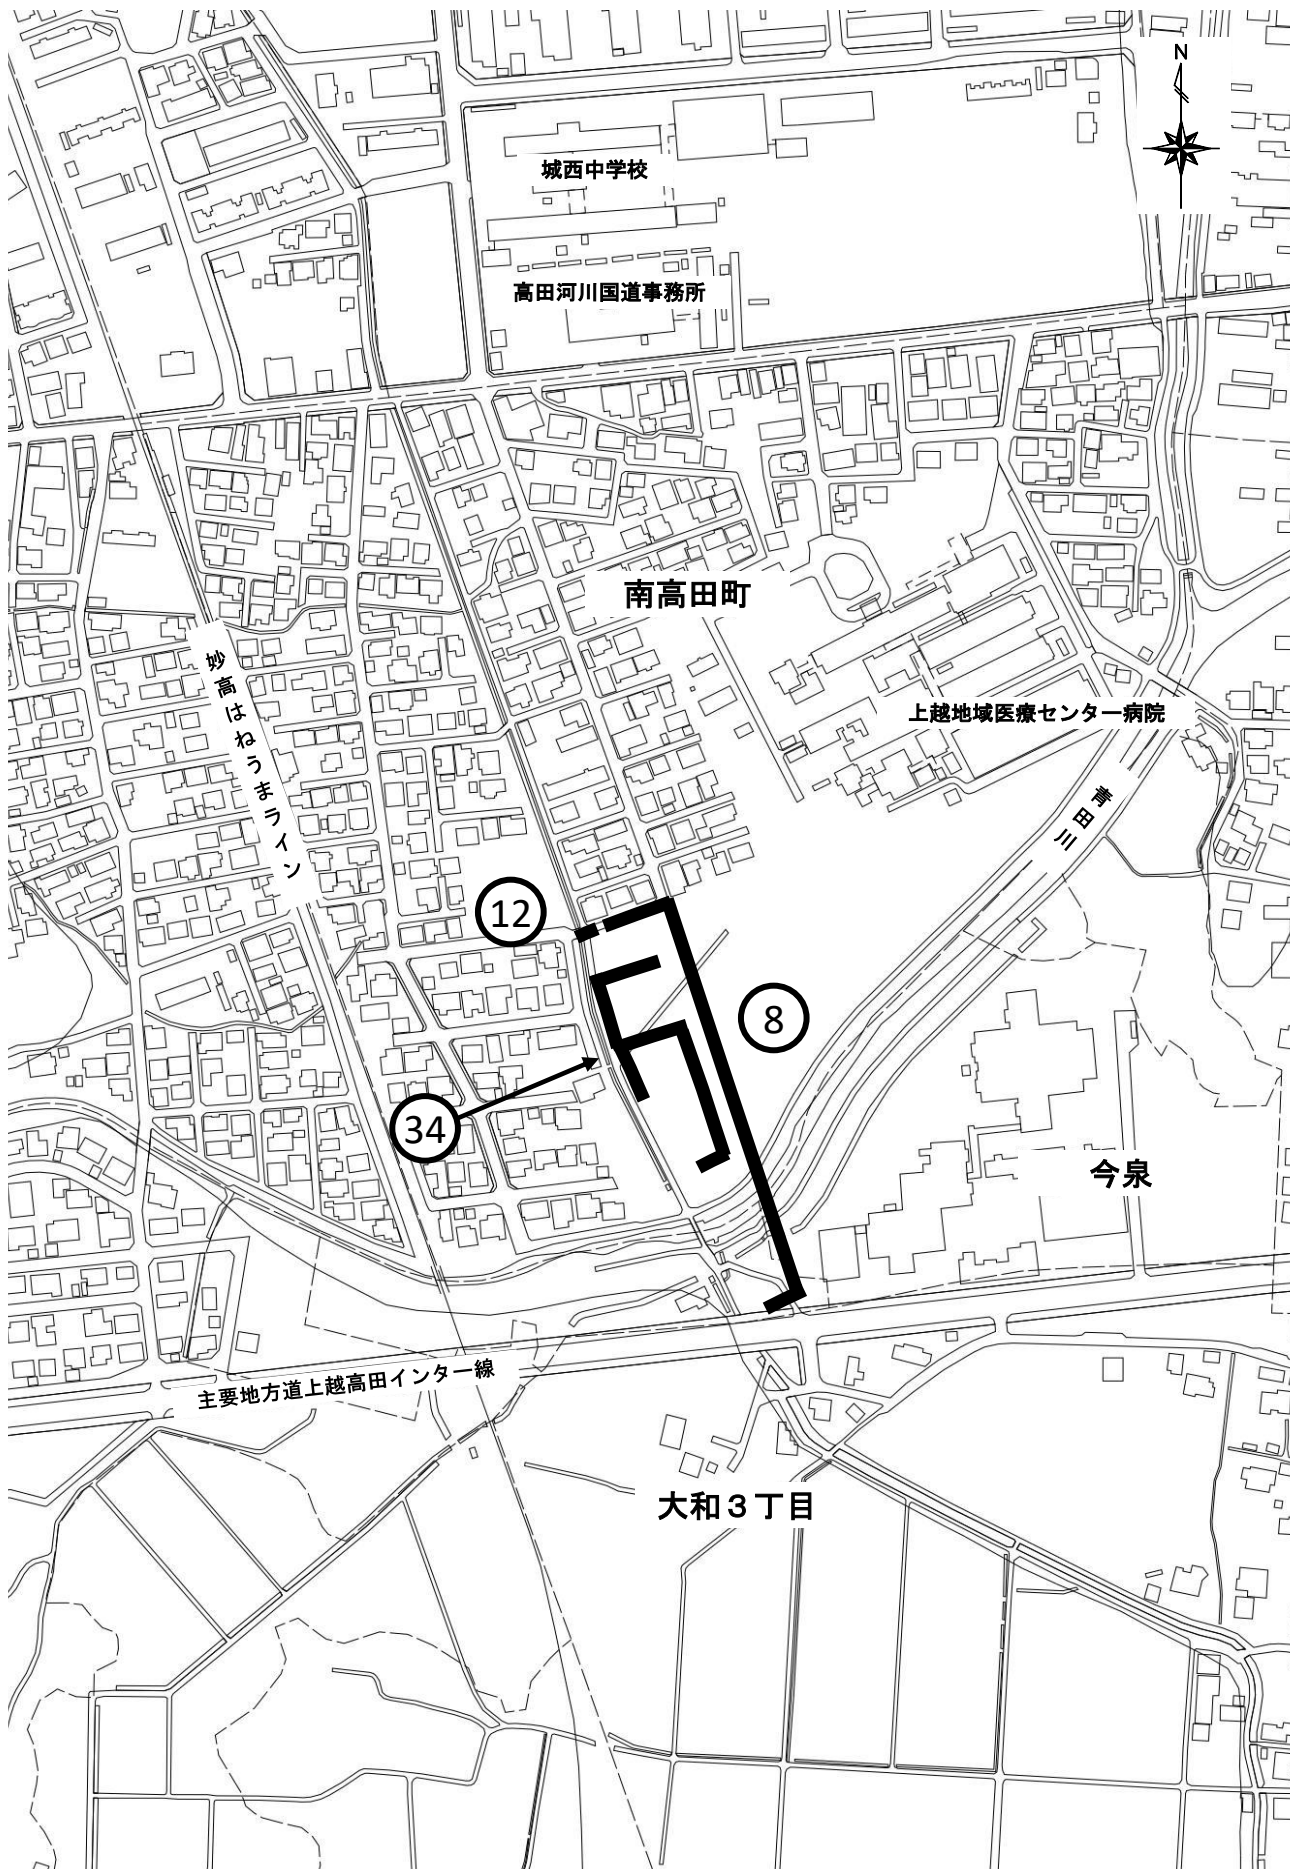 N
城西中学校
高田河川国道事務所
南高田町
妙高はねうまライン
上越地域医療センター病院
青田川
12
8
34
今泉
主要地方道上越高田インター線
大和３丁目